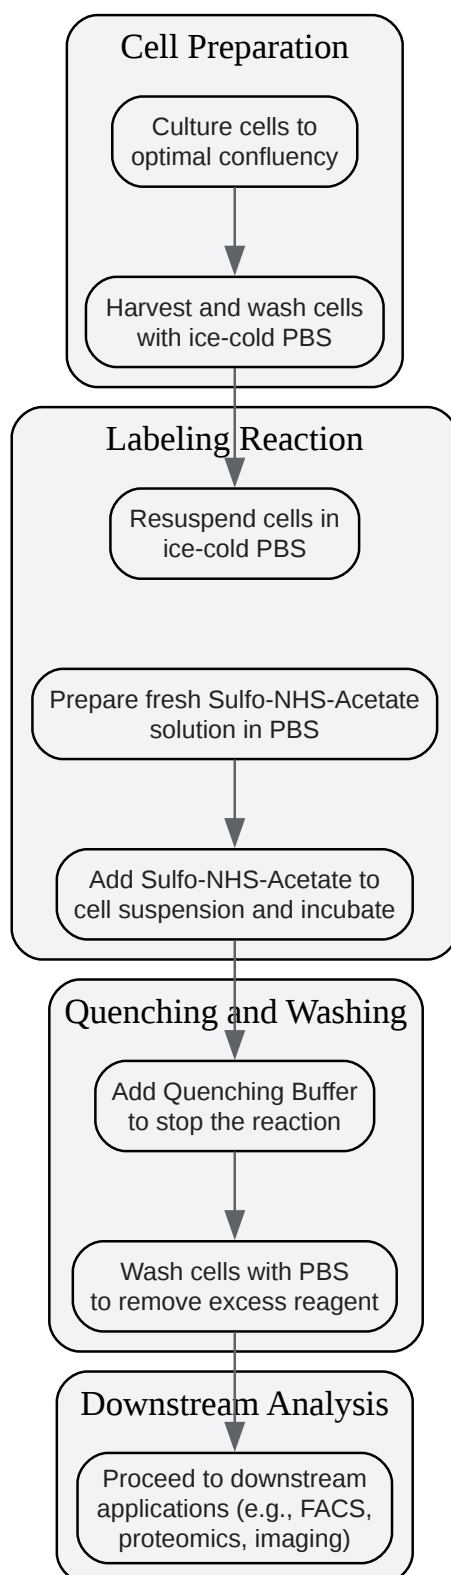 Cell Preparation
Culture cells to
optimal confluency
Harvest and wash cells
with ice-cold PBS
Labeling Reaction
Resuspend cells in
ice-cold PBS
Prepare fresh Sulfo-NHS-Acetate
solution in PBS
Add Sulfo-NHS-Acetate to
cell suspension and incubate
Quenching and Washing
Add Quenching Buffer
to stop the reaction
Wash cells with PBS
to remove excess reagent
Downstream Analysis
Proceed to downstream
applications (e.g., FACS,
proteomics, imaging)